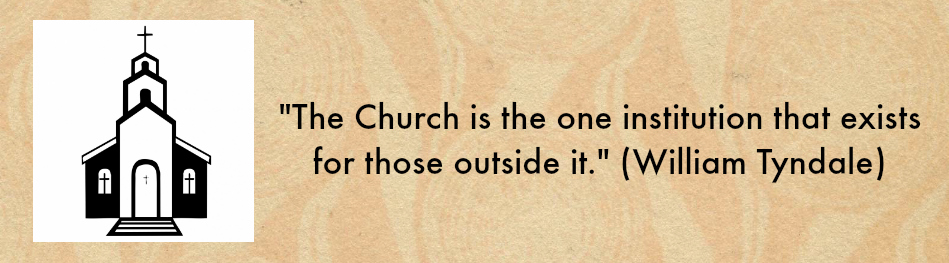 "The Church is the one institution that exists
for those outside it." (William Tyndale)